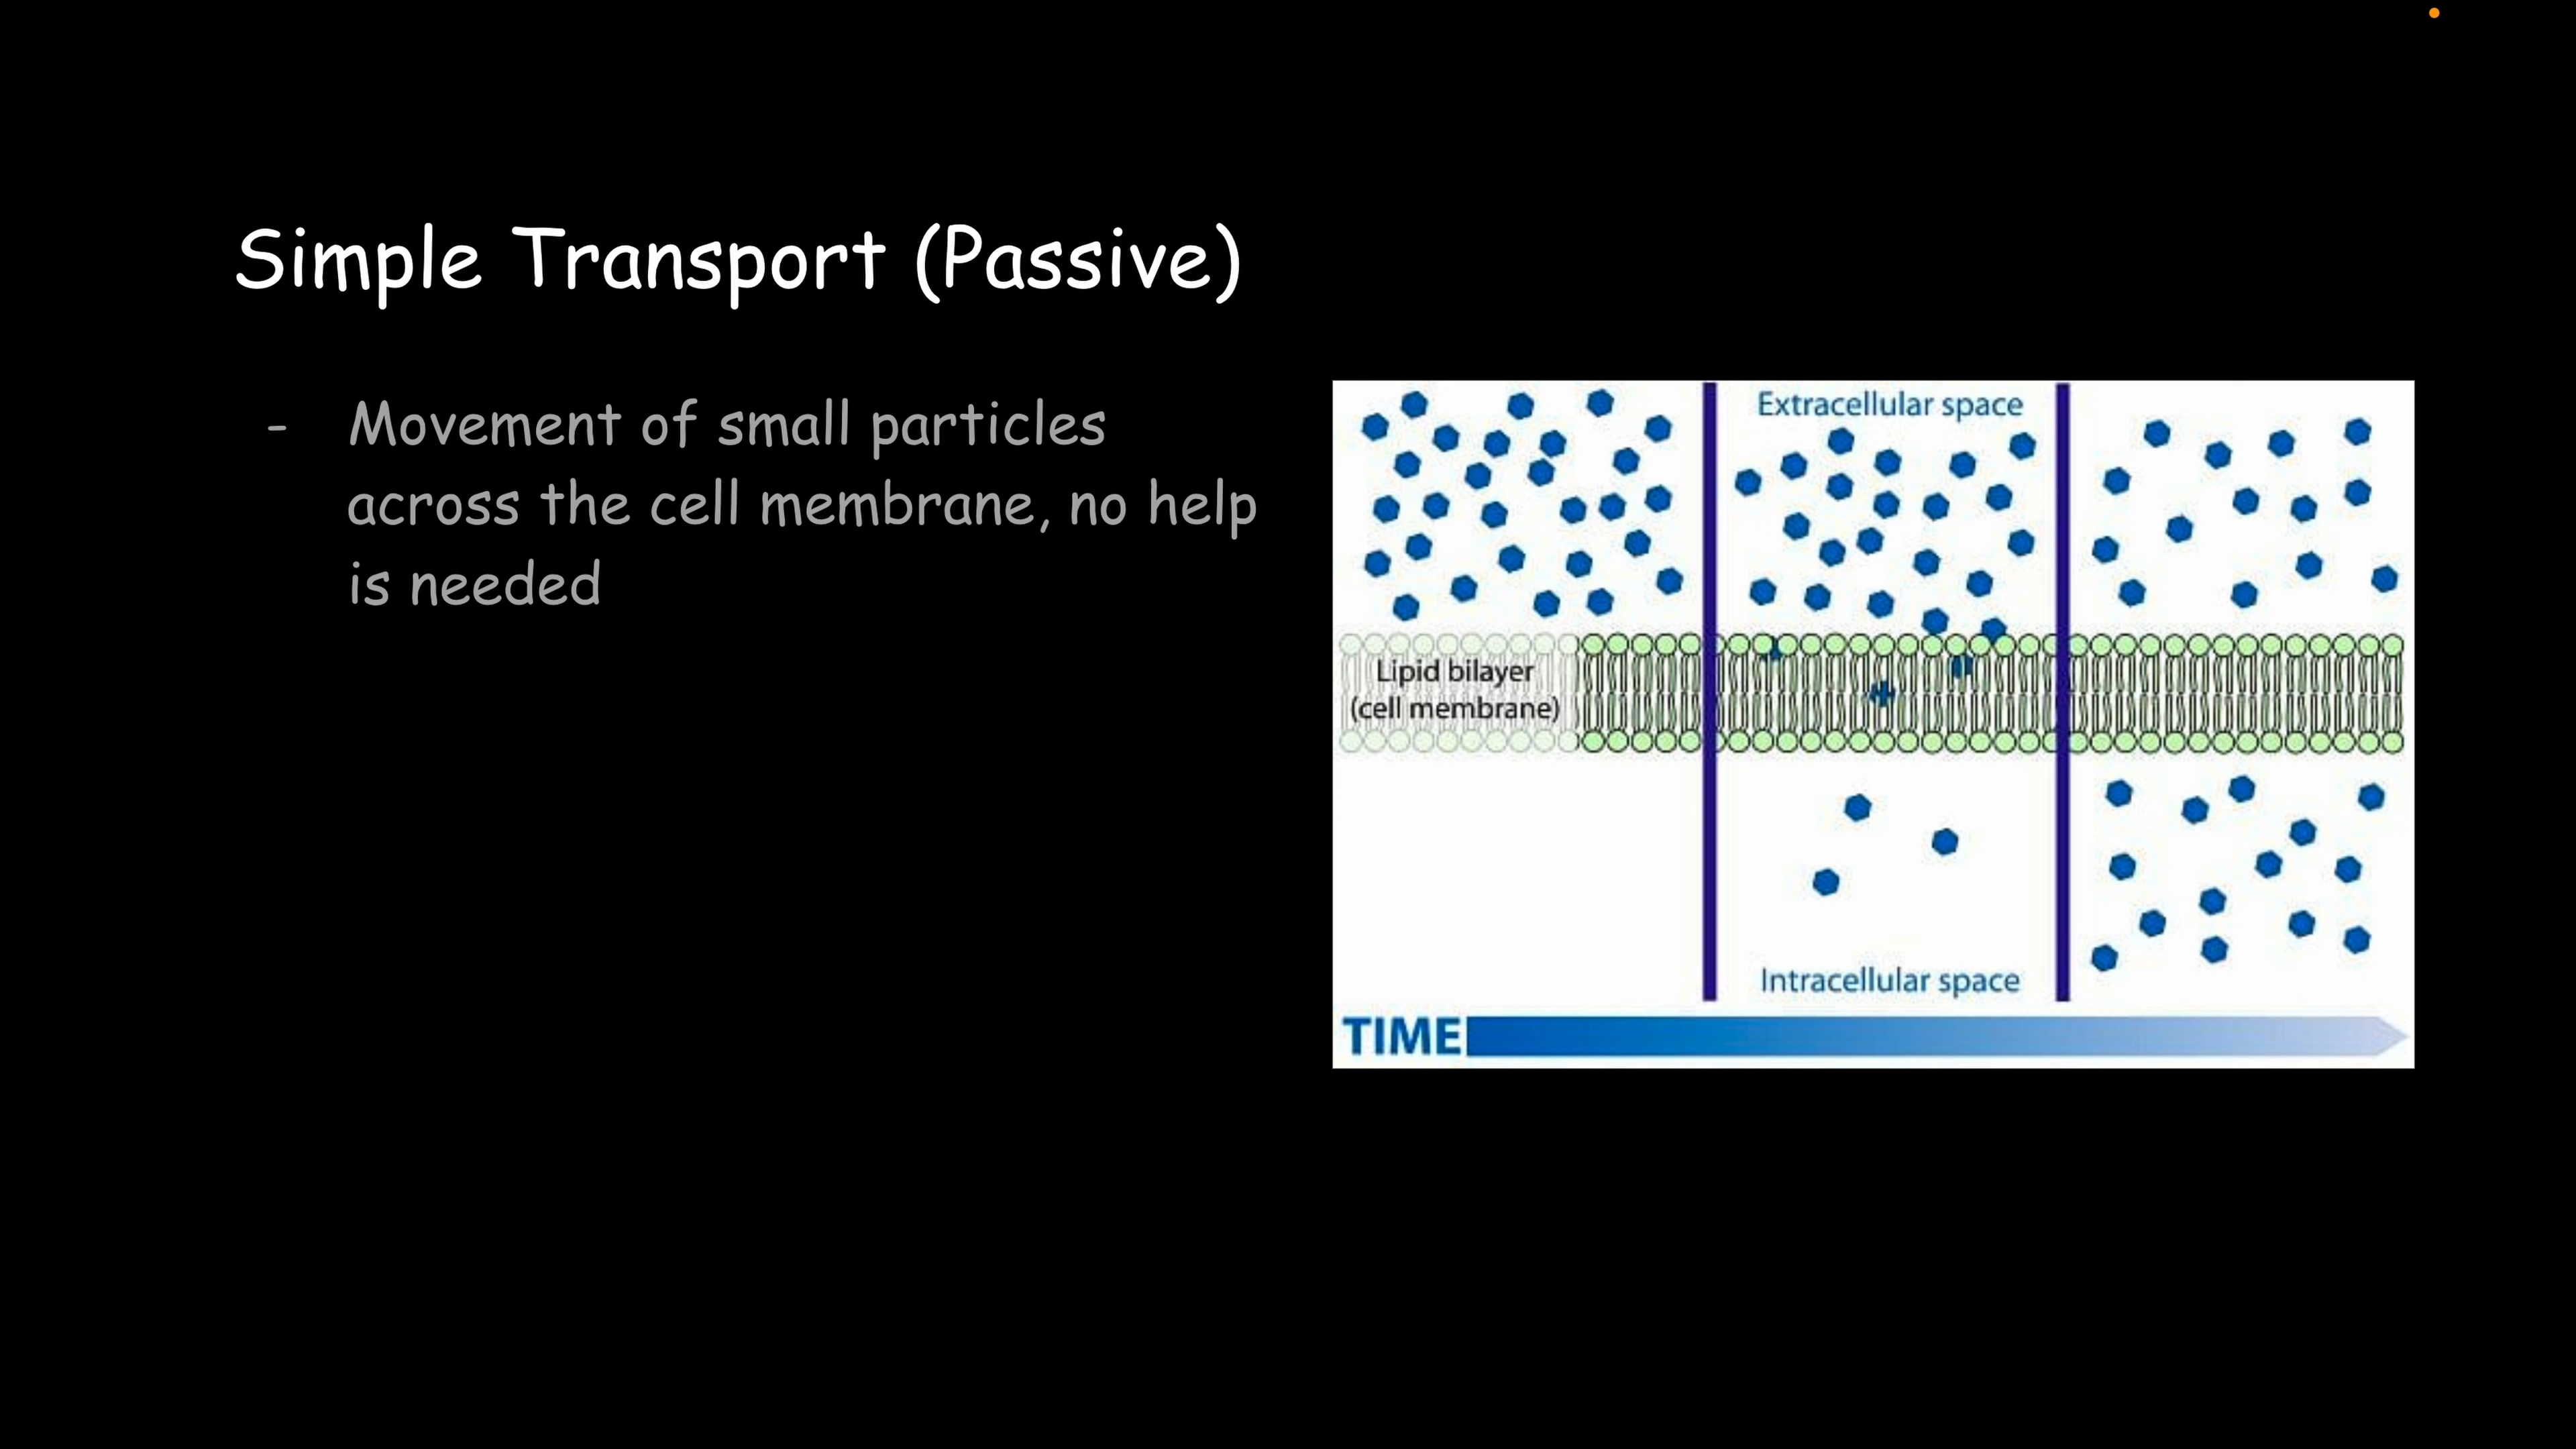 Simple Transport (Passive)
- Movement of small particles
across the cell membrane, no help
is needed
Extracellular space
Lipid bilayer
(cell membrane)
Intracellular space
TIME